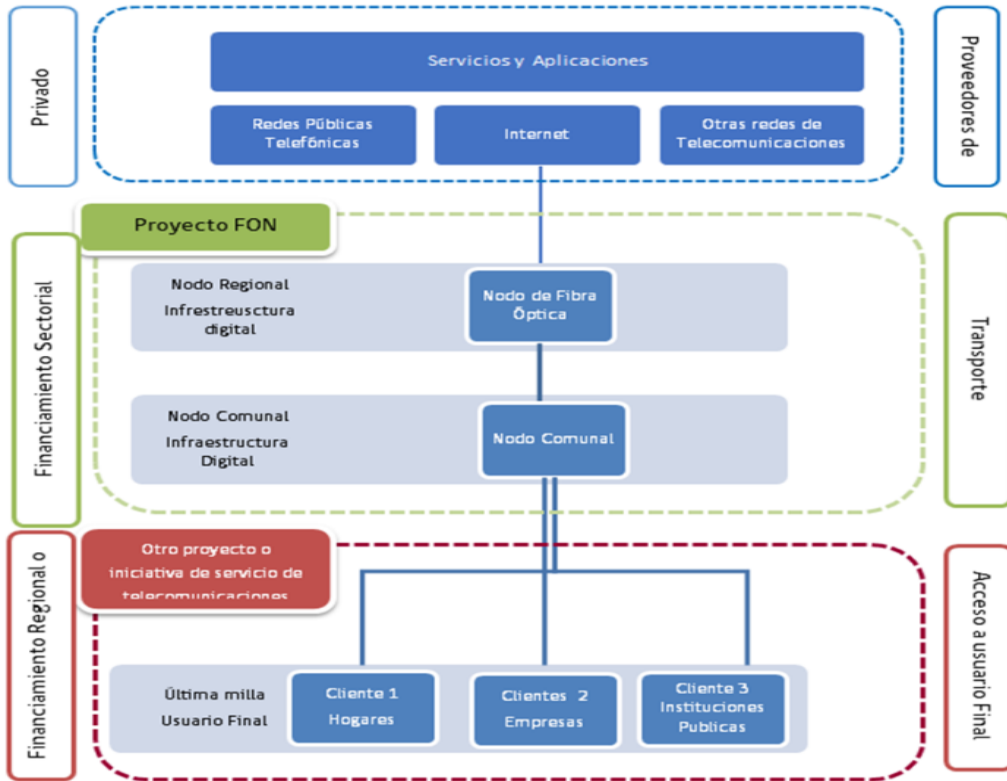 Privado
Servicios y Aplicaciones
Redes Públicas
Telefónicas
Internet
Otras redes de
Telecomunicaciones
Proveedores de
Proyecto FON
Financiamiento Sectorial
Nodo Regional
Infrestreusctura
digital
Nodo de Fibra
Óptica
Nodo Comunal
Infraestructura
Digital
Nodo Comunal
Transporte
Otro proyecto o
iniciativa de servicio de
telecomunicaciones
Financiamiento Regional o
Última milla
Usuario Final
Cliente 1
Hogares
Clientes 2
Empresas
Cliente 3
Instituciones
Publicas
Acceso a usuario Final